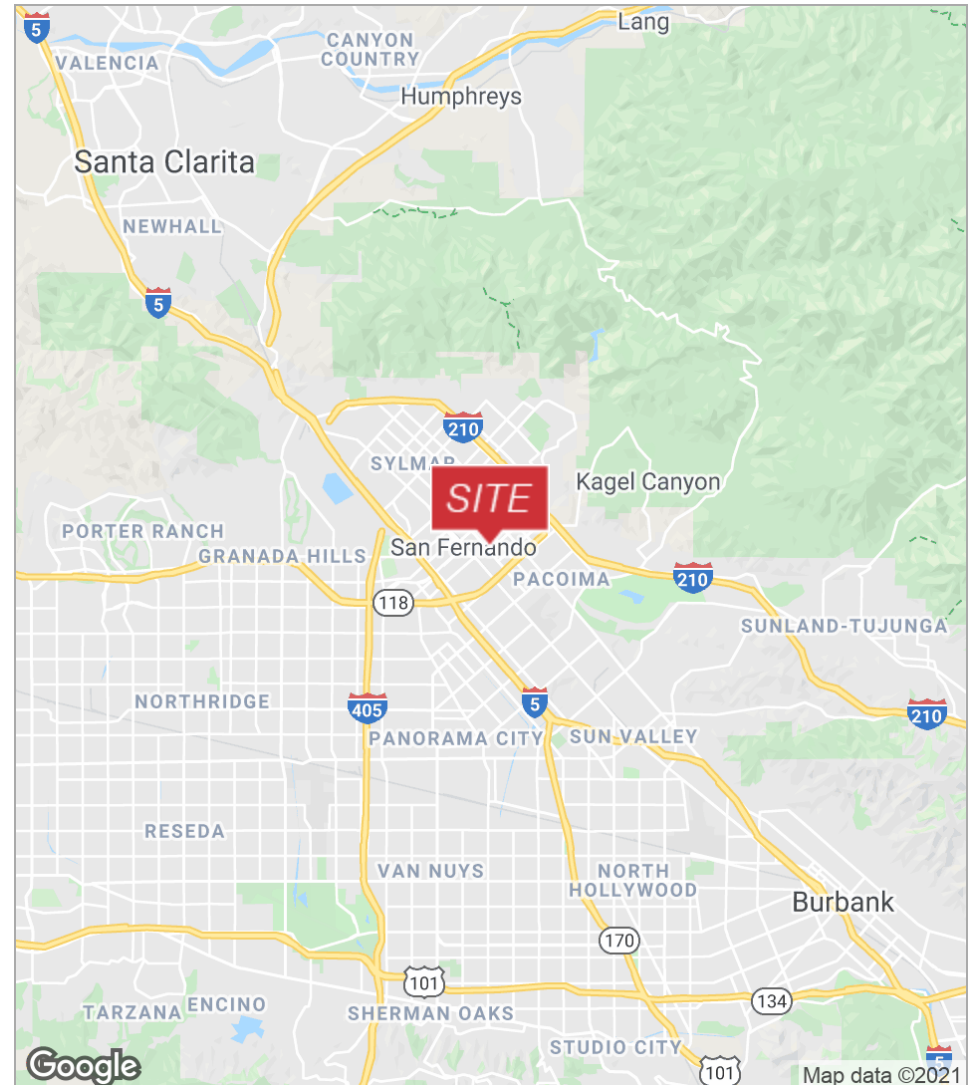 Lang
5
CANYON
COUNTRY
VALENCIA
Humphreys
Santa Clarita
NEWHALL
5
210
SYLMAR
SITE
Kagel Canyon
PORTER RANCH
San Fernando
GRANADA HILLS
PACOIMA
210
118
SUNLAND-TUJUNGA
NORTHRIDGE
405
5
210
PANORAMA CITY
SUN VALLEY
RESEDA
VAN NUYS
NORTH
HOLLYWOOD
Burbank
170
101
134
TARZANA
ENCINO
SHERMAN OAKS
STUDIO CITY
5
101
Google
Map data ©2021